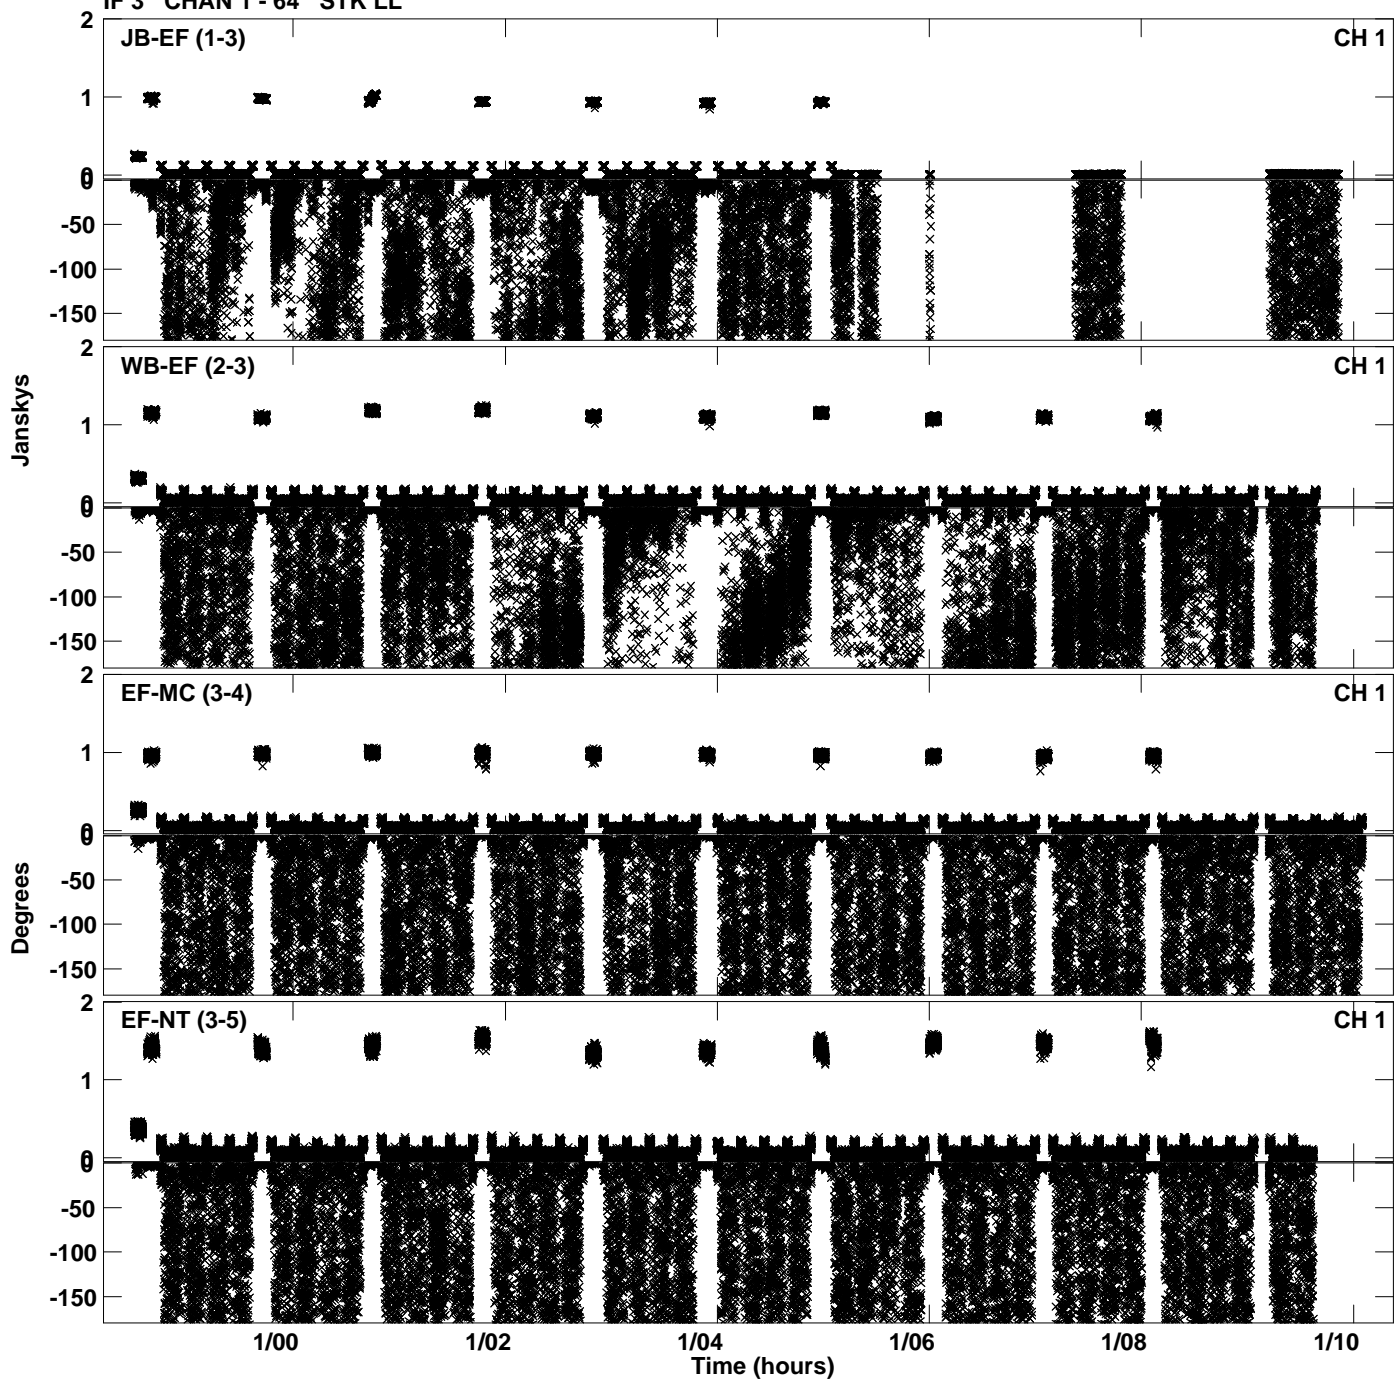 IF 3 CHAN 1 - 64 STK LL
2
JB-EF (1-3)
CH 1
1
0
0
-50
-100
-150
2
WB-EF (2-3)
CH 1
1
0
0
-50
-100
-150
2
EF-MC (3-4)
CH 1
1
0
0
-50
-100
-150
2
EF-NT (3-5)
CH 1
1
0
0
-50
-100
-150
Janskys
Degrees
1/00
1/02
1/04
1/06
1/08
1/10
Time (hours)